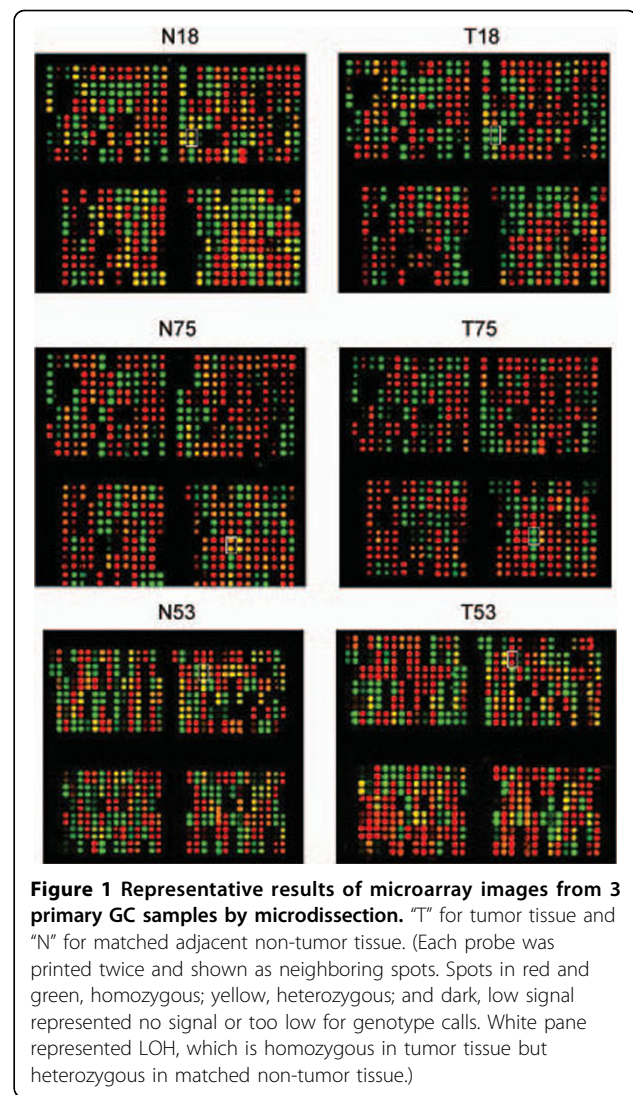 N18
T18
N75
T75
N53
T53
Figure 1 Representative results of microarray images from 3
primary GC samples by microdissection. “T” for tumor tissue and
“N” for matched adjacent non-tumor tissue. (Each probe was
printed twice and shown as neighboring spots. Spots in red and
green, homozygous; yellow, heterozygous; and dark, low signal
represented no signal or too low for genotype calls. White pane
represented LOH, which is homozygous in tumor tissue but
heterozygous in matched non-tumor tissue.)